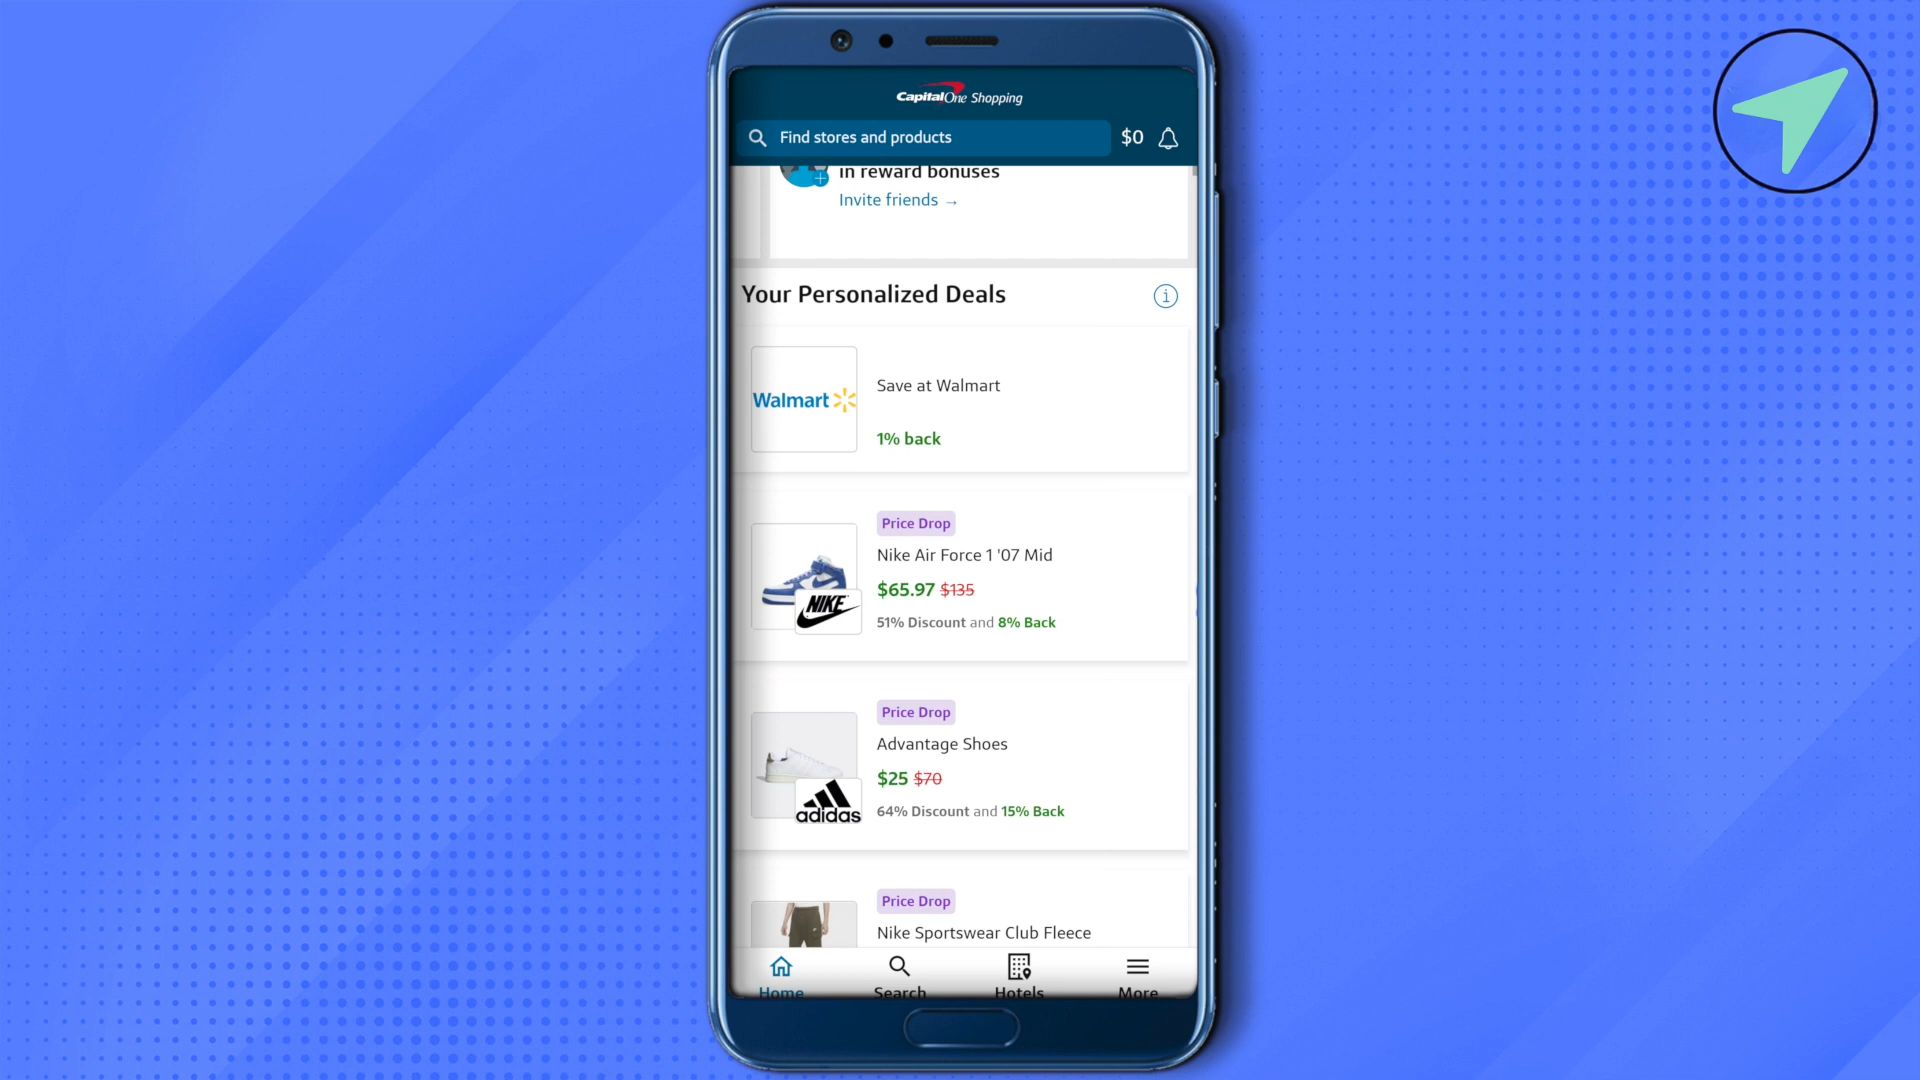 CapitalOne Shopping
Find stores and products
$0
in reward bonuses
Invite friends →
Your Personalized Deals
i
Walmart
Save at Walmart
1% back
Price Drop
Nike Air Force 1 '07 Mid
NIKE
$65.97 $135
51% Discount and 8% Back
Price Drop
Advantage Shoes
$25 $70
adidas
64% Discount and 15% Back
Price Drop
Nike Sportswear Club Fleece
Home
Search
Hotels
More